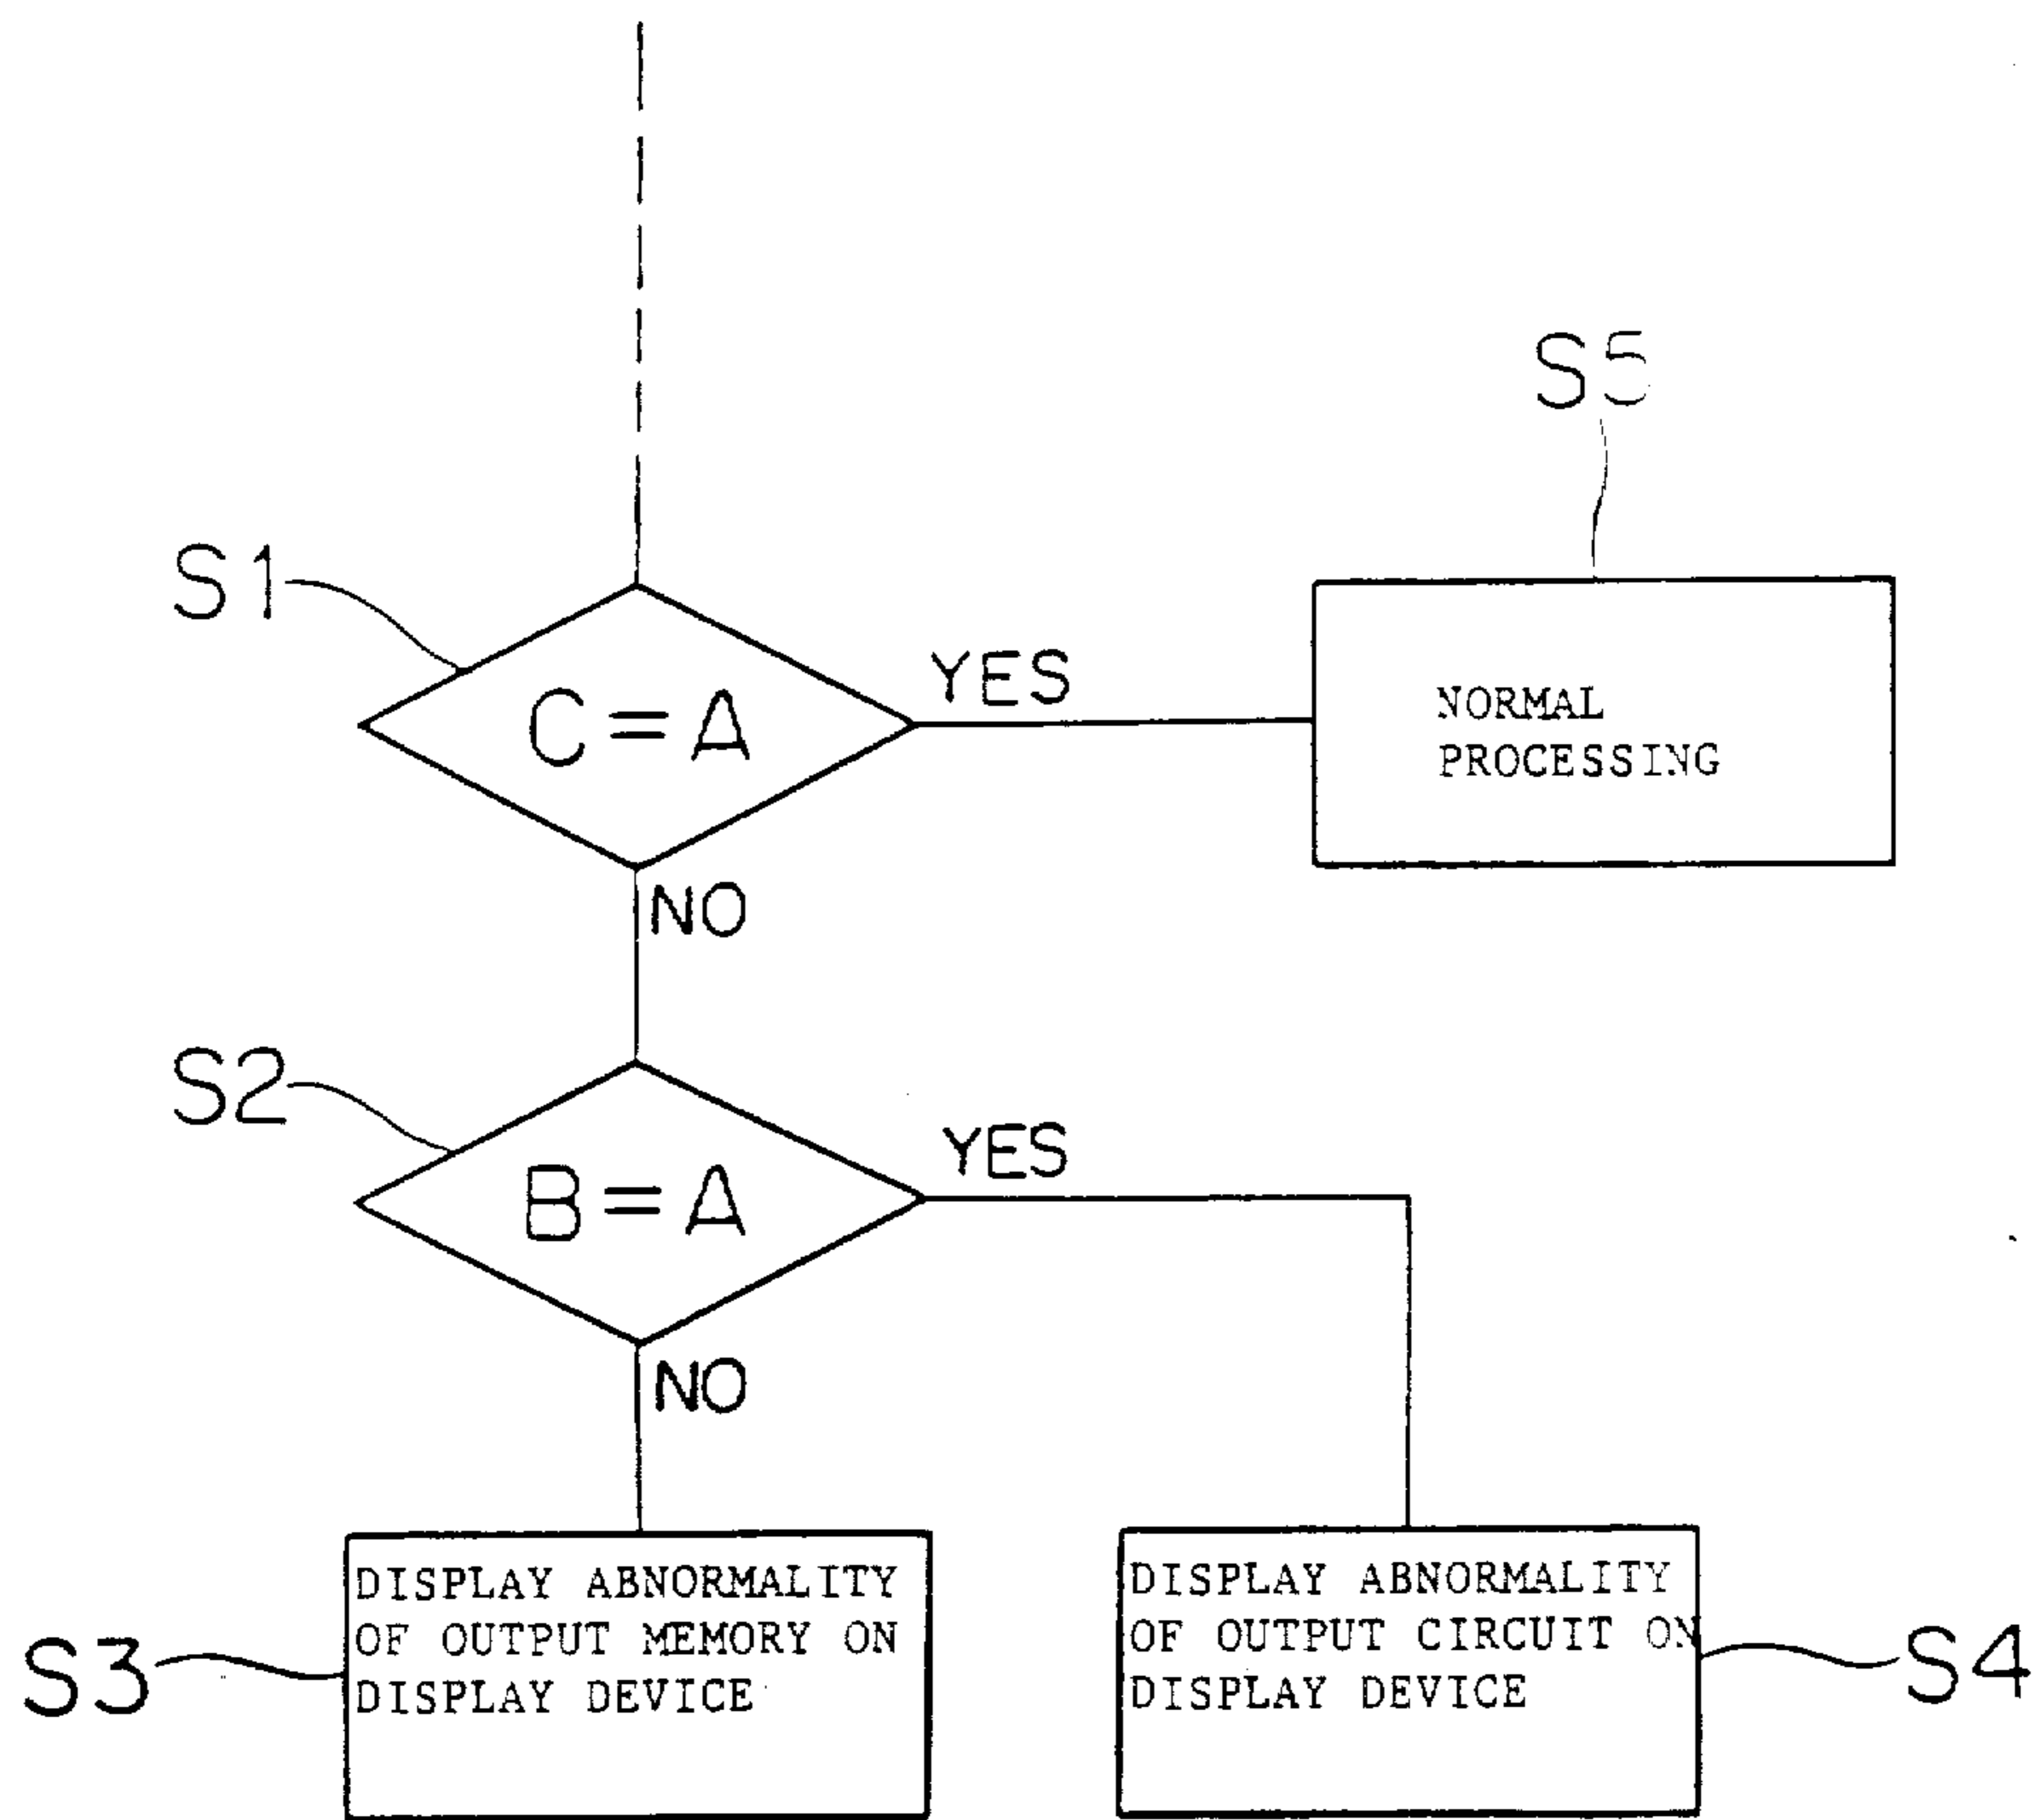 S5
S1
C=A
YES
NORMAL
PROCESSING
NO
S2
B=A
YES
NO
S3
DISPLAY ABNORMALITY
OF OUTPUT MEMORY ON
DISPLAY DEVICE
DISPLAY ABNORMALITY
OF OUTPUT CIRCUIT ON
DISPLAY DEVICE
S4